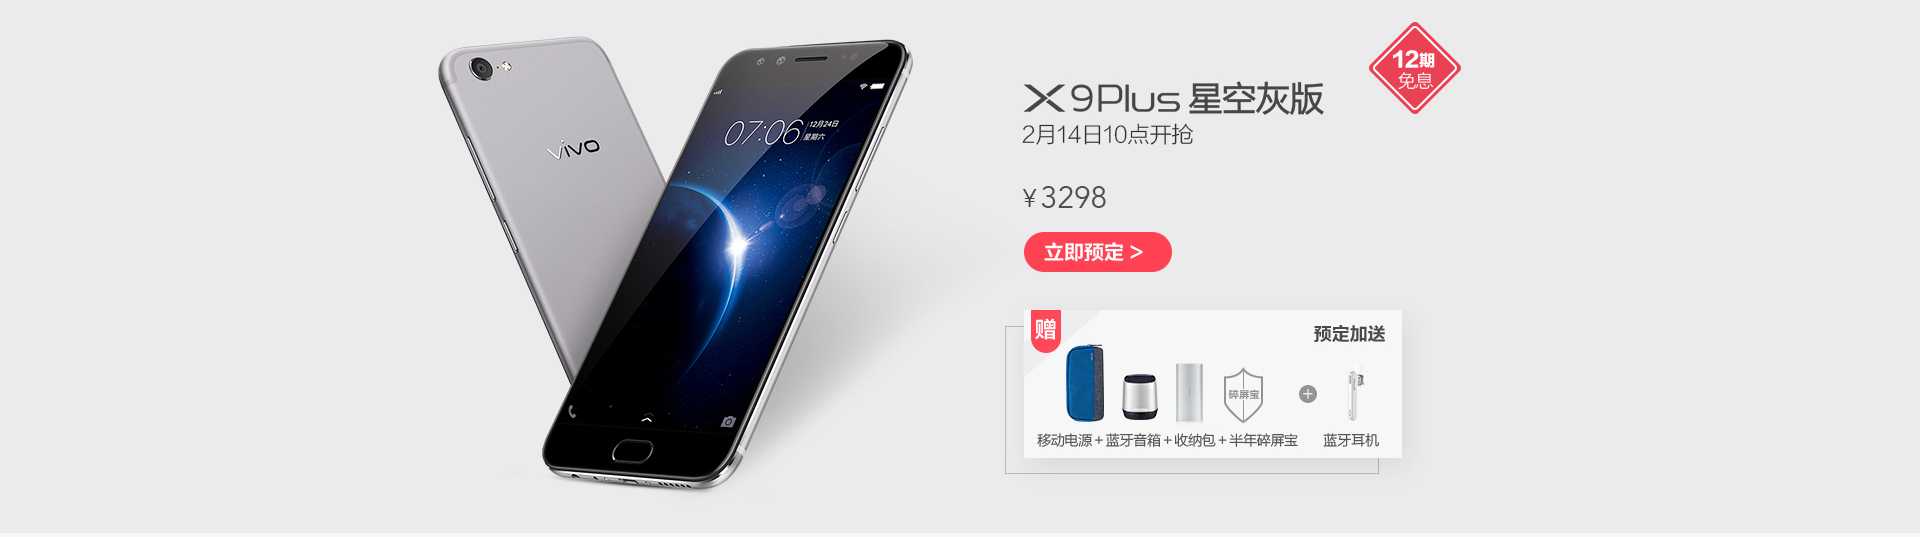 vivo
07:06
12月24日
星期六
12期
免息
X9Plus 星空灰版
2月14日10点开抢
¥3298
立即预定 >
赠
预定加送
碎屏宝
移动电源+蓝牙音箱+收纳包+半年碎屏宝 蓝牙耳机